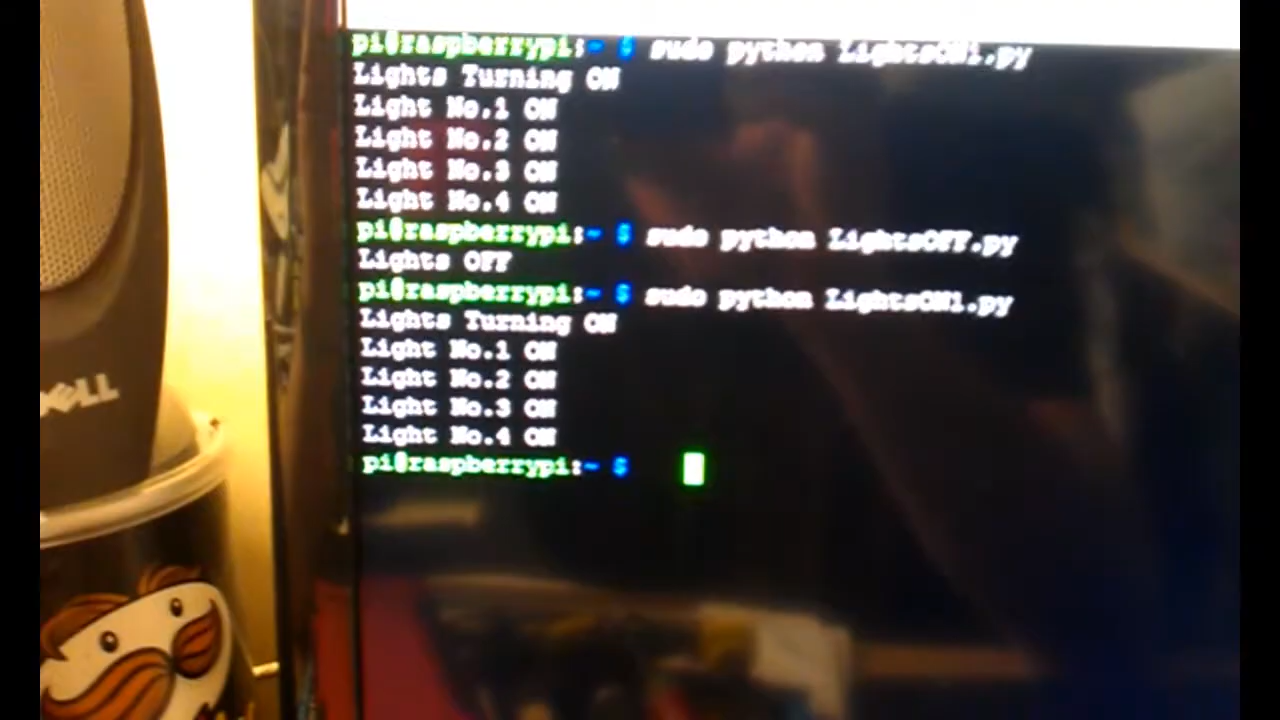 pi@raspberrypi:~ $ sudo python LightsON1.py
Lights Turning ON
Light No.1 ON
Light No.2 ON
Light No.3 ON
Light No.4 ON
pi@raspberrypi:~ $ sudo python LightsOFF.py
Lights OFF
pi@raspberrypi:~ $ sudo python LightsON1.py
Lights Turning ON
Light No.1 ON
Light No.2 ON
Light No.3 ON
Light No.4 ON
pi@raspberrypi:~ $
DELL